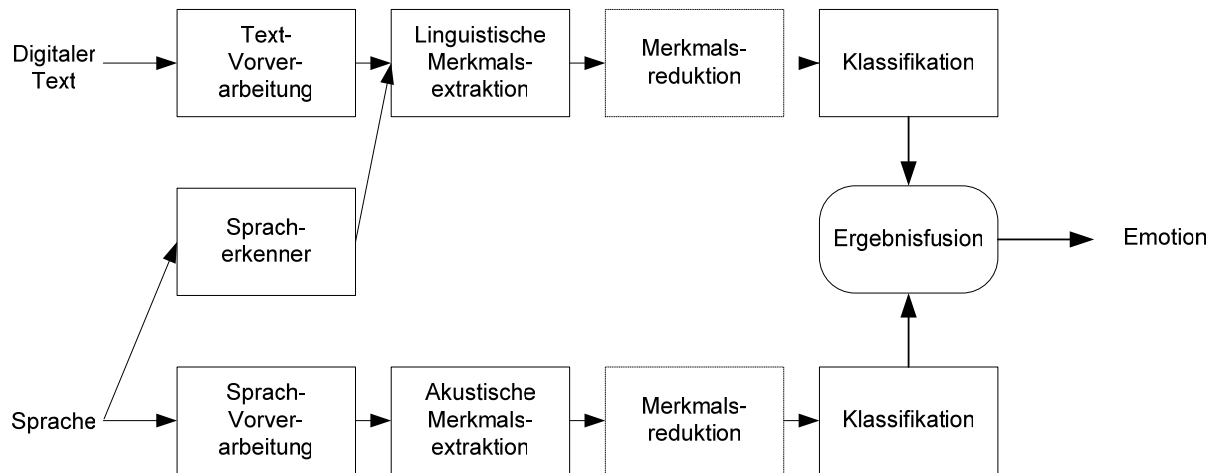 Digitaler
Text
Text-
Vorver-
arbeitung
Linguistische
Merkmals-
extraktion
Merkmals-
reduktion
Klassifikation
Sprach-
erkenner
Ergebnisfusion
Emotion
Sprache
Sprach-
Vorver-
arbeitung
Akustische
Merkmals-
extraktion
Merkmals-
reduktion
Klassifikation